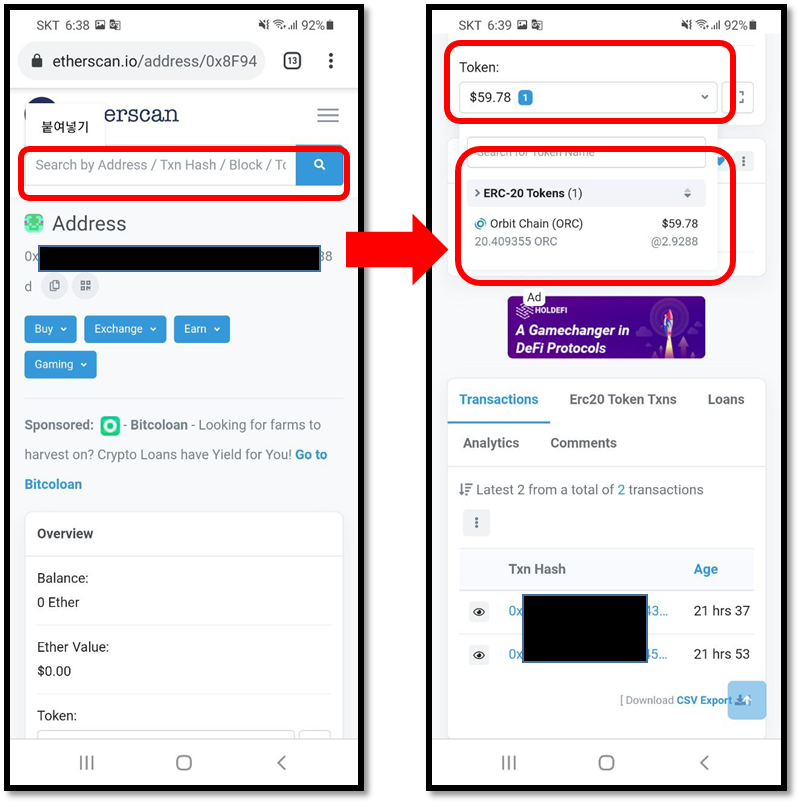 SKT 6:38 92%
etherscan.io/address/0x8F94
13
붙여넣기
erscan
Search by Address / Txn Hash / Block / To
Address
0x 38
d
Buy
Exchange
Earn
Gaming
Sponsored: - Bitcoloan - Looking for farms to
harvest on? Crypto Loans have Yield for You! Go to
Bitcoloan
Overview
Balance:
0 Ether
Ether Value:
$0.00
Token:
SKT 6:39 92%
Token:
$59.78 1
Search for Token Name
ERC-20 Tokens (1)
Orbit Chain (ORC) $59.78
20.409355 ORC @2.9288
Ad
HOLDEFI
A Gamechanger in
DeFi Protocols
Transactions Erc20 Token Txns Loans
Analytics Comments
Latest 2 from a total of 2 transactions
Txn Hash Age
0x 43... 21 hrs 37
0x 45... 21 hrs 53
[ Download CSV Export